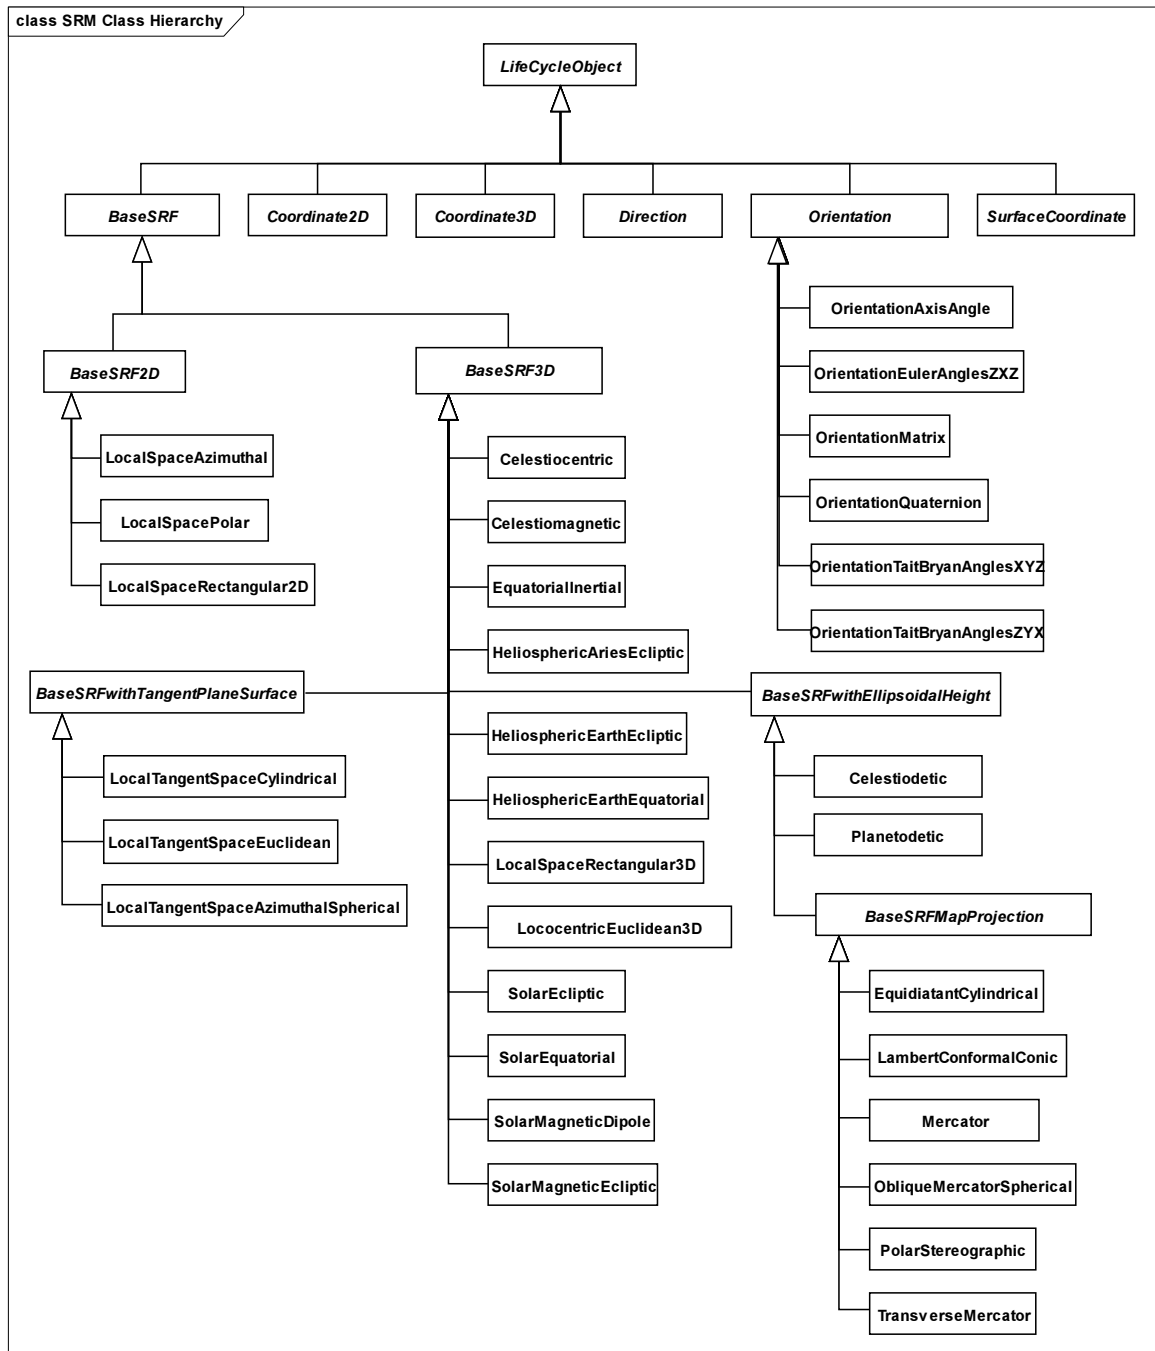 class SRM Class Hierarchy
LifeCycleObject
BaseSRF
Coordinate2D
Coordinate3D
Direction
Orientation
SurfaceCoordinate
OrientationAxisAngle
OrientationEulerAnglesZXZ
OrientationMatrix
OrientationQuaternion
OrientationTaitBryanAnglesXYZ
OrientationTaitBryanAnglesZYX
BaseSRF2D
BaseSRF3D
LocalSpaceAzimuthal
LocalSpacePolar
LocalSpaceRectangular2D
Celestiocentric
Celestiomagnetic
EquatorialInertial
HeliosphericAriesEcliptic
BaseSRFwithTangentPlaneSurface
BaseSRFwithEllipsoidalHeight
HeliosphericEarthEcliptic
HeliosphericEarthEquatorial
LocalSpaceRectangular3D
LococentricEuclidean3D
SolarEcliptic
SolarEquatorial
SolarMagneticDipole
SolarMagneticEcliptic
LocalTangentSpaceCylindrical
LocalTangentSpaceEuclidean
LocalTangentSpaceAzimuthalSpherical
Celestiodetic
Planetodetic
BaseSRFMapProjection
EquidiatantCylindrical
LambertConformalConic
Mercator
ObliqueMercatorSpherical
PolarStereographic
TransverseMercator